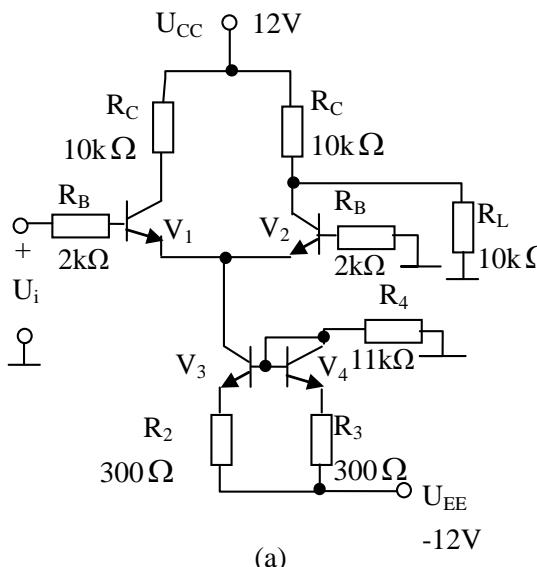 U_CC 12V
R_C R_C
10kΩ 10kΩ
R_B R_B
V_1 V_2 R_L
+ 2kΩ 2kΩ 10kΩ
U_i R_4
V_3 V_4 11kΩ
R_2 R_3
300Ω 300Ω
U_EE
-12V
(a)